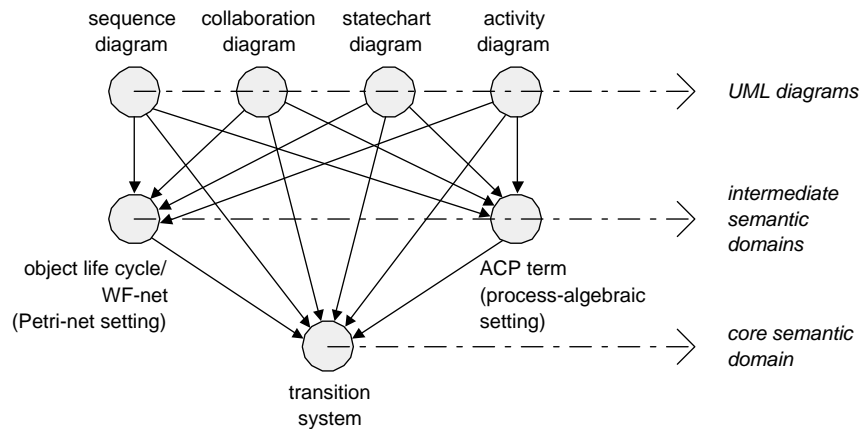 sequence
diagram
collaboration
diagram
statechart
diagram
activity
diagram
UML diagrams
intermediate
semantic
domains
object life cycle/
WF-net
(Petri-net setting)
ACP term
(process-algebraic
setting)
core semantic
domain
transition
system